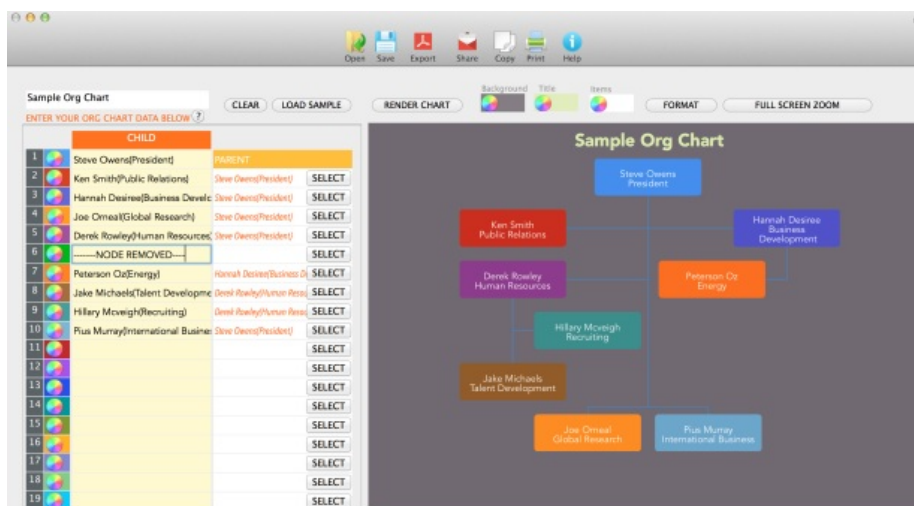 Open Save Export Share Copy Print Help
Sample Org Chart
CLEAR
LOAD SAMPLE
RENDER CHART
Background
Title
Items
FORMAT
FULL SCREEN ZOOM
ENTER YOUR ORG CHART DATA BELOW ?
CHILD
1 Steve Owens(President) PARENT
2 Ken Smith(Public Relations) Steve Owens(President) SELECT
3 Hannah Desiree(Business Develc Steve Owens(President) SELECT
4 Joe Omeal(Global Research) Steve Owens(President) SELECT
5 Derek Rowley(Human Resources) Steve Owens(President) SELECT
6 -------NODE REMOVED---- SELECT
7 Peterson Oz(Energy) Hannah Desiree(Business D SELECT
8 Jake Michaels(Talent Developme Derek Rowley(Human Resou SELECT
9 Hillary Mcveigh(Recruiting) Derek Rowley(Human Resou SELECT
10 Pius Murray(International Busine Steve Owens(President) SELECT
11 SELECT
12 SELECT
13 SELECT
14 SELECT
15 SELECT
16 SELECT
17 SELECT
18 SELECT
19 SELECT
Sample Org Chart
Steve Owens
President
Ken Smith
Public Relations
Hannah Desiree
Business
Development
Derek Rowley
Human Resources
Peterson Oz
Energy
Hillary Mcveigh
Recruiting
Jake Michaels
Talent Development
Joe Omeal
Global Research
Pius Murray
International Business